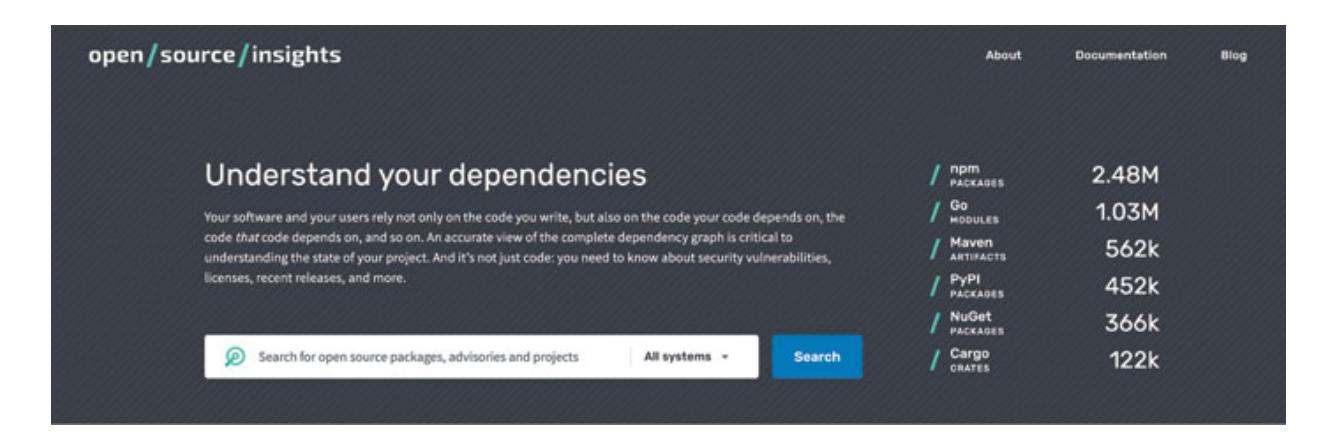 open/source/insights
About
Documentation
Blog
Understand your dependencies
Your software and your users rely not only on the code you write, but also on the code your code depends on, the
code that code depends on, and so on. An accurate view of the complete dependency graph is critical to
understanding the state of your project. And it's not just code: you need to know about security vulnerabilities,
licenses, recent releases, and more.
Search for open source packages, advisories and projects
All systems
Search
/ npm
PACKAGES
2.48M
/ Go
MODULES
1.03M
/ Maven
ARTIFACTS
562k
/ PyPI
PACKAGES
452k
/ NuGet
PACKAGES
366k
/ Cargo
CRATES
122k